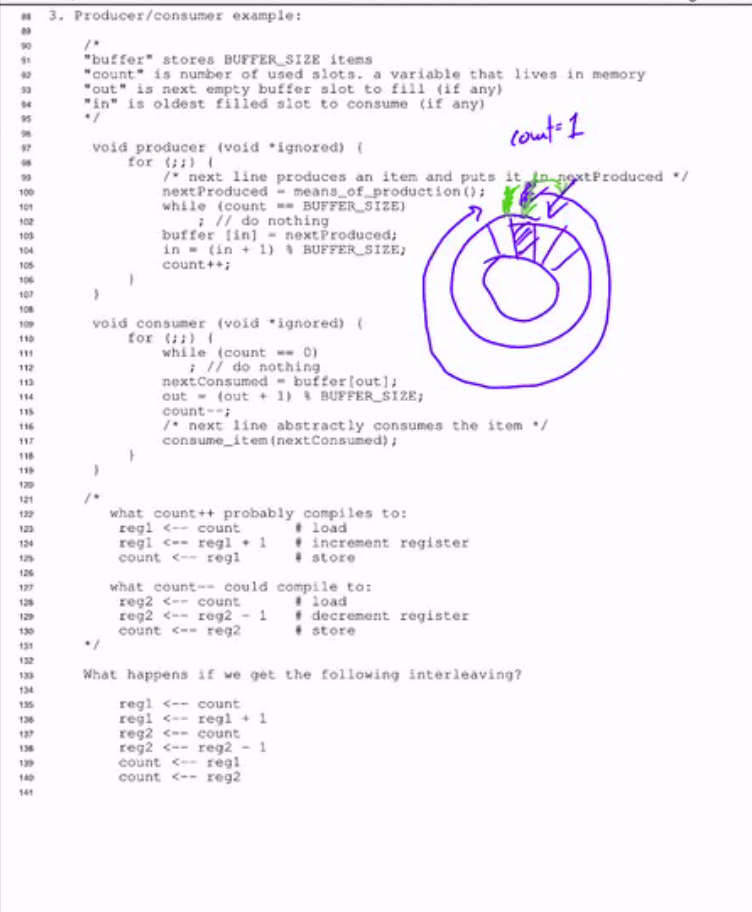 88 3. Producer/consumer example:
89
90 /*
91 "buffer" stores BUFFER_SIZE items
92 "count" is number of used slots. a variable that lives in memory
93 "out" is next empty buffer slot to fill (if any)
94 "in" is oldest filled slot to consume (if any)
95 */
96
count=1
97 void producer (void *ignored) {
98 for (;;) {
99 /* next line produces an item and puts it in nextProduced */
100 nextProduced = means_of_production();
101 while (count == BUFFER_SIZE)
102 ; // do nothing
103 buffer [in] = nextProduced;
104 in = (in + 1) % BUFFER_SIZE;
105 count++;
106 }
107 }
108
109 void consumer (void *ignored) {
110 for (;;) {
111 while (count == 0)
112 ; // do nothing
113 nextConsumed = buffer[out];
114 out = (out + 1) % BUFFER_SIZE;
115 count--;
116 /* next line abstractly consumes the item */
117 consume_item(nextConsumed);
118 }
119 }
120
121 /*
122 what count++ probably compiles to:
123 reg1 <-- count # load
124 reg1 <-- reg1 + 1 # increment register
125 count <-- reg1 # store
126
127 what count-- could compile to:
128 reg2 <-- count # load
129 reg2 <-- reg2 - 1 # decrement register
130 count <-- reg2 # store
131 */
132
133 What happens if we get the following interleaving?
134
135 reg1 <-- count
136 reg1 <-- reg1 + 1
137 reg2 <-- count
138 reg2 <-- reg2 - 1
139 count <-- reg1
140 count <-- reg2
141